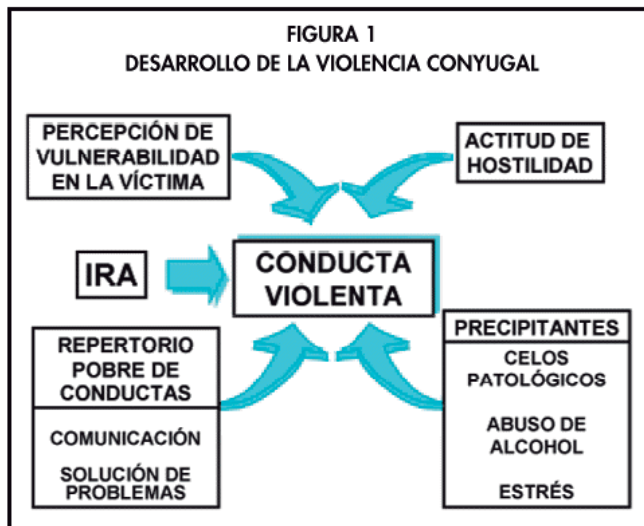 FIGURA 1
DESARROLLO DE LA VIOLENCIA CONYUGAL
PERCEPCIÓN DE
VULNERABILIDAD
EN LA VÍCTIMA
ACTITUD DE
HOSTILIDAD
IRA
CONDUCTA
VIOLENTA
REPERTORIO
POBRE DE
CONDUCTAS
COMUNICACIÓN
SOLUCIÓN DE
PROBLEMAS
PRECIPITANTES
CELOS
PATOLÓGICOS
ABUSO DE
ALCOHOL
ESTRÉS